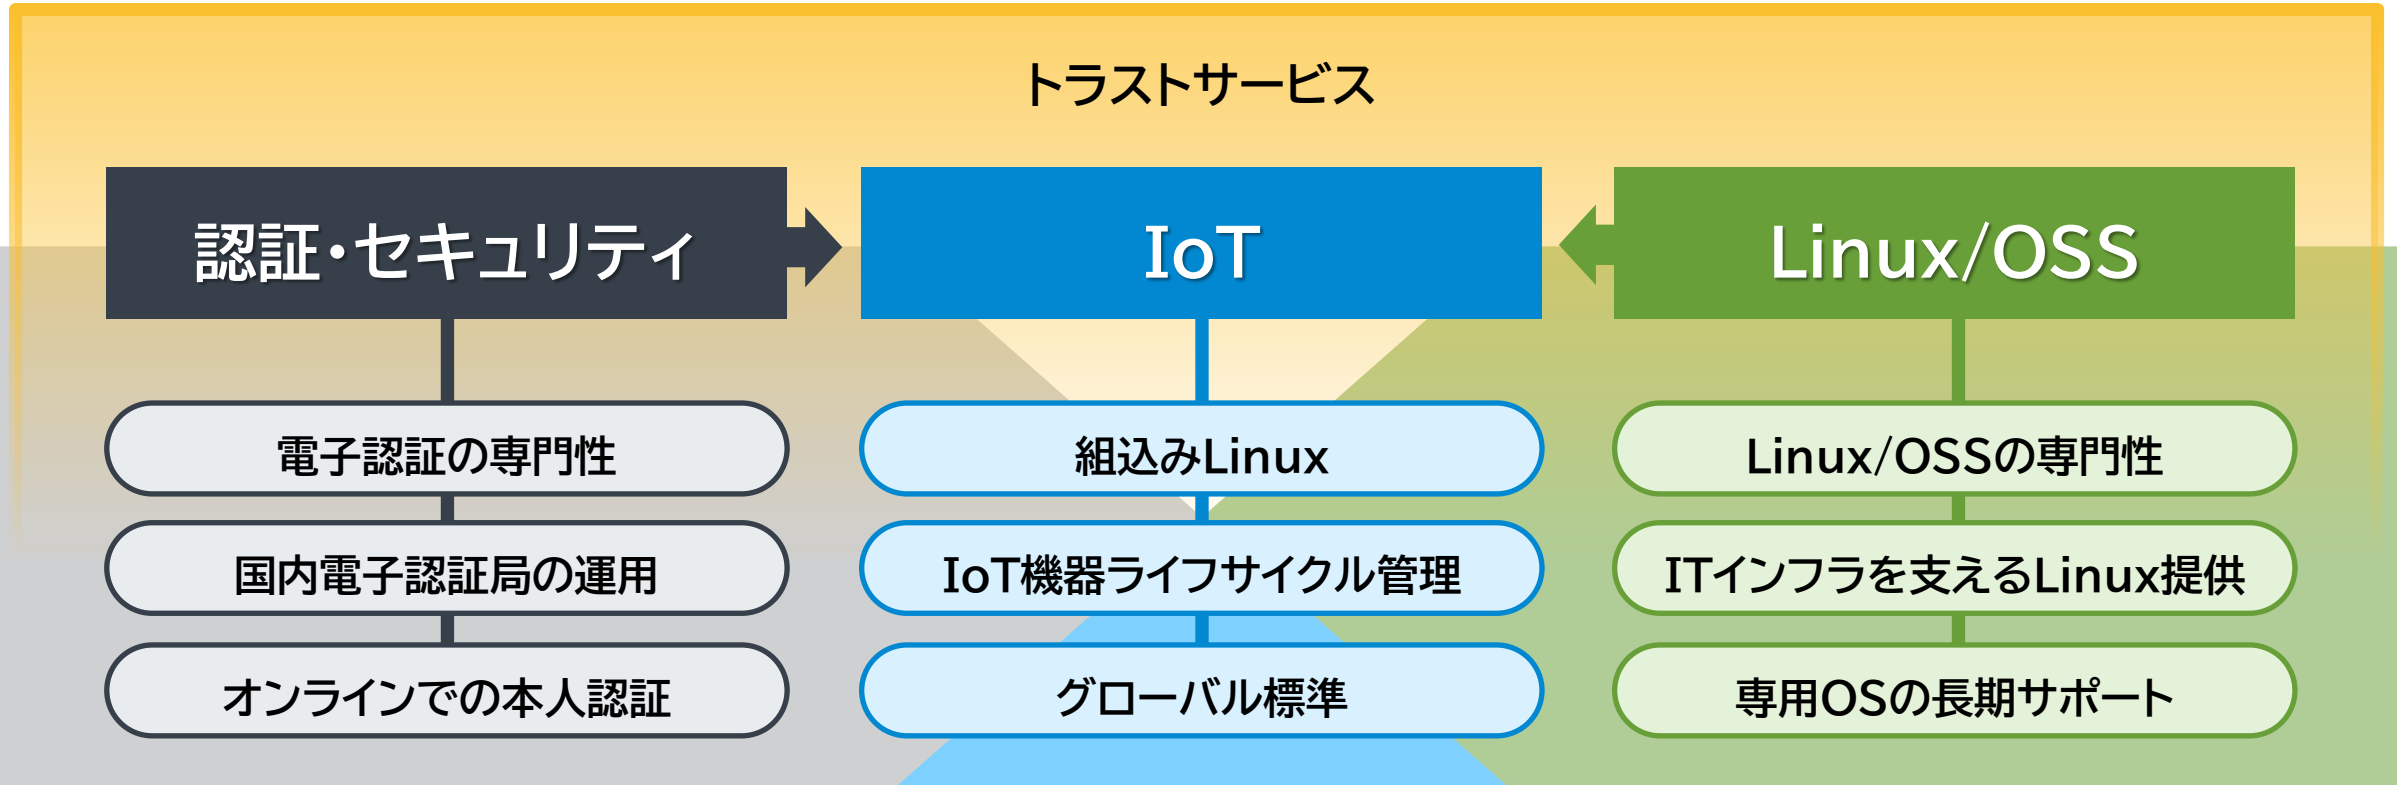 トラストサービス
認証・セキュリティ
電子認証の専門性
国内電子認証局の運用
オンラインでの本人認証
IoT
組込みLinux
IoT機器ライフサイクル管理
グローバル標準
Linux/OSS
Linux/OSSの専門性
ITインフラを支えるLinux提供
専用OSの長期サポート